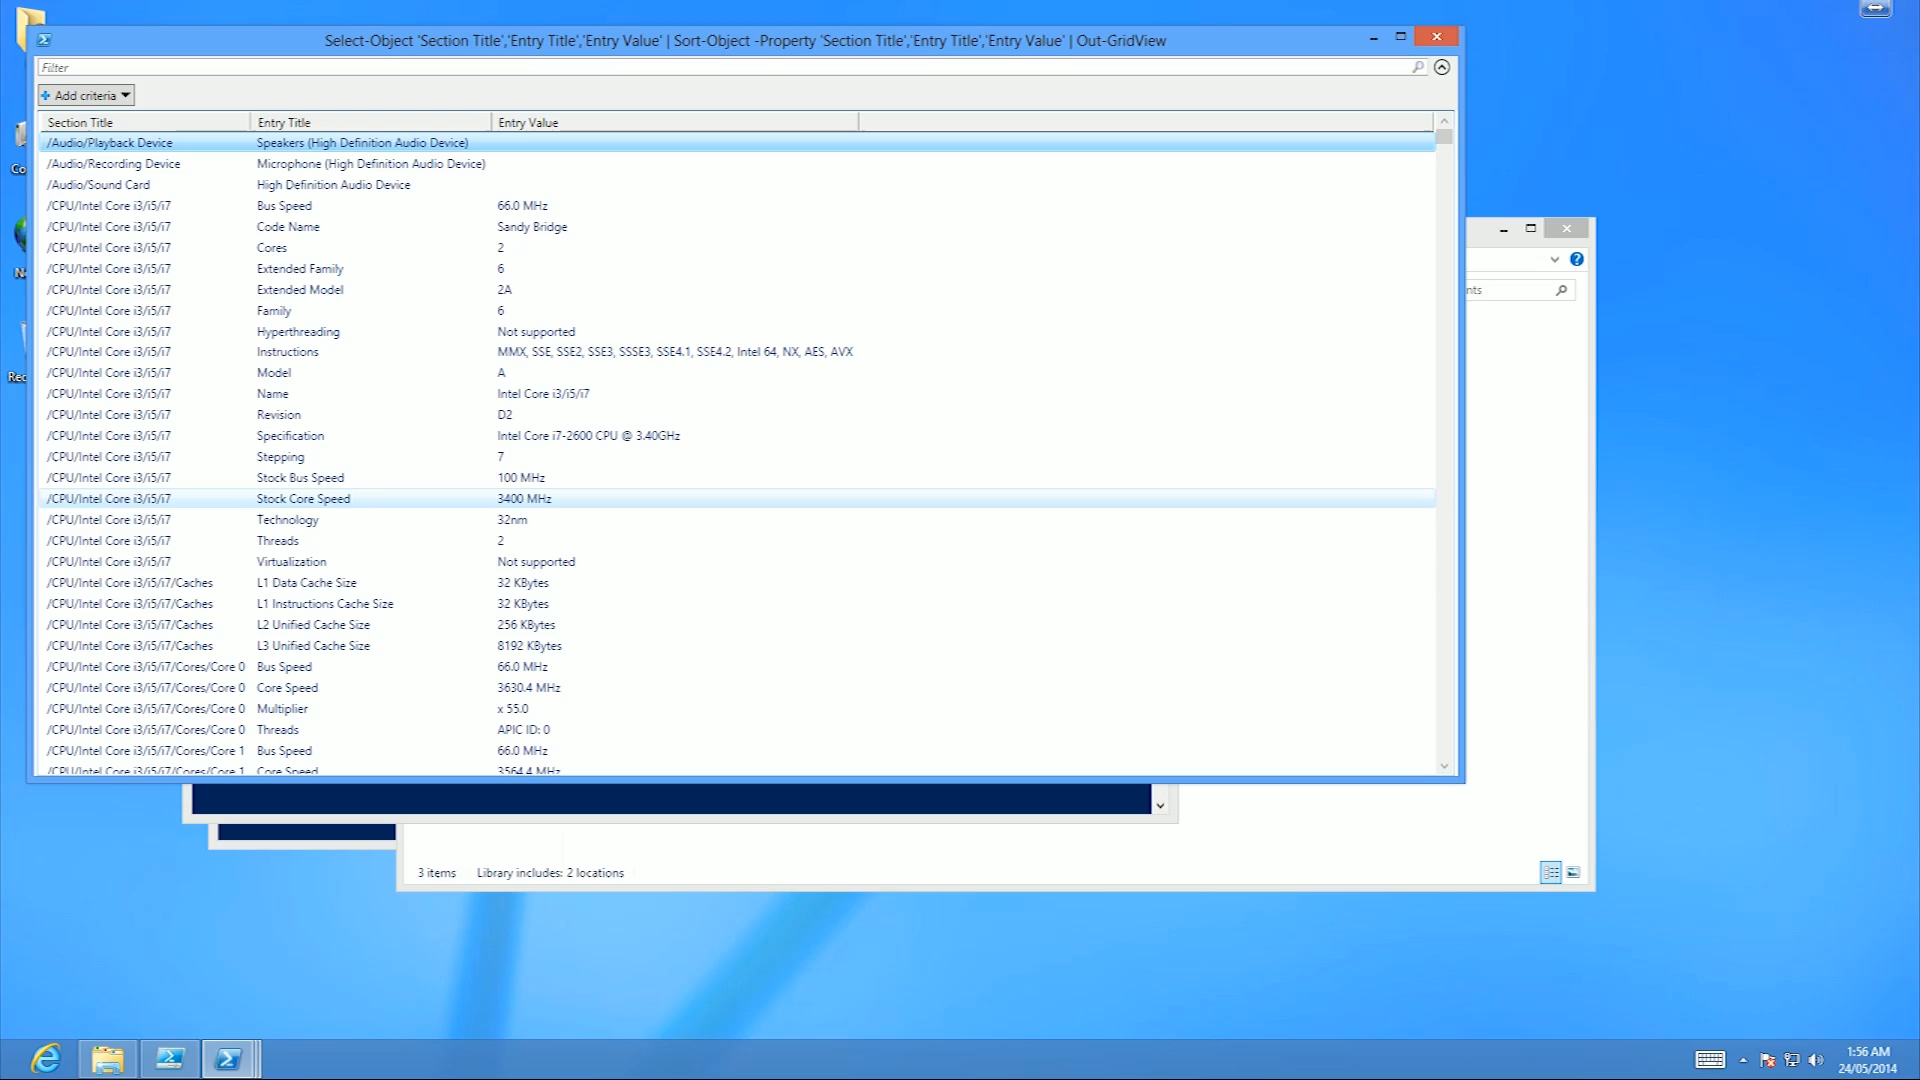 Select-Object 'Section Title','Entry Title','Entry Value' | Sort-Object -Property 'Section Title','Entry Title','Entry Value' | Out-GridView
Filter
Add criteria
Section Title Entry Title Entry Value
/Audio/Playback Device Speakers (High Definition Audio Device)
/Audio/Recording Device Microphone (High Definition Audio Device)
/Audio/Sound Card High Definition Audio Device
/CPU/Intel Core i3/i5/i7 Bus Speed 66.0 MHz
/CPU/Intel Core i3/i5/i7 Code Name Sandy Bridge
/CPU/Intel Core i3/i5/i7 Cores 2
/CPU/Intel Core i3/i5/i7 Extended Family 6
/CPU/Intel Core i3/i5/i7 Extended Model 2A
/CPU/Intel Core i3/i5/i7 Family 6
/CPU/Intel Core i3/i5/i7 Hyperthreading Not supported
/CPU/Intel Core i3/i5/i7 Instructions MMX, SSE, SSE2, SSE3, SSSE3, SSE4.1, SSE4.2, Intel 64, NX, AES, AVX
/CPU/Intel Core i3/i5/i7 Model A
/CPU/Intel Core i3/i5/i7 Name Intel Core i3/i5/i7
/CPU/Intel Core i3/i5/i7 Revision D2
/CPU/Intel Core i3/i5/i7 Specification Intel Core i7-2600 CPU @ 3.40GHz
/CPU/Intel Core i3/i5/i7 Stepping 7
/CPU/Intel Core i3/i5/i7 Stock Bus Speed 100 MHz
/CPU/Intel Core i3/i5/i7 Stock Core Speed 3400 MHz
/CPU/Intel Core i3/i5/i7 Technology 32nm
/CPU/Intel Core i3/i5/i7 Threads 2
/CPU/Intel Core i3/i5/i7 Virtualization Not supported
/CPU/Intel Core i3/i5/i7/Caches L1 Data Cache Size 32 KBytes
/CPU/Intel Core i3/i5/i7/Caches L1 Instructions Cache Size 32 KBytes
/CPU/Intel Core i3/i5/i7/Caches L2 Unified Cache Size 256 KBytes
/CPU/Intel Core i3/i5/i7/Caches L3 Unified Cache Size 8192 KBytes
/CPU/Intel Core i3/i5/i7/Cores/Core 0 Bus Speed 66.0 MHz
/CPU/Intel Core i3/i5/i7/Cores/Core 0 Core Speed 3630.4 MHz
/CPU/Intel Core i3/i5/i7/Cores/Core 0 Multiplier x 55.0
/CPU/Intel Core i3/i5/i7/Cores/Core 0 Threads APIC ID: 0
/CPU/Intel Core i3/i5/i7/Cores/Core 1 Bus Speed 66.0 MHz
/CPU/Intel Core i3/i5/i7/Cores/Core 1 Core Speed 3564.4 MHz
Co
N
Rec
nts
3 items Library includes: 2 locations
1:56 AM
24/05/2014